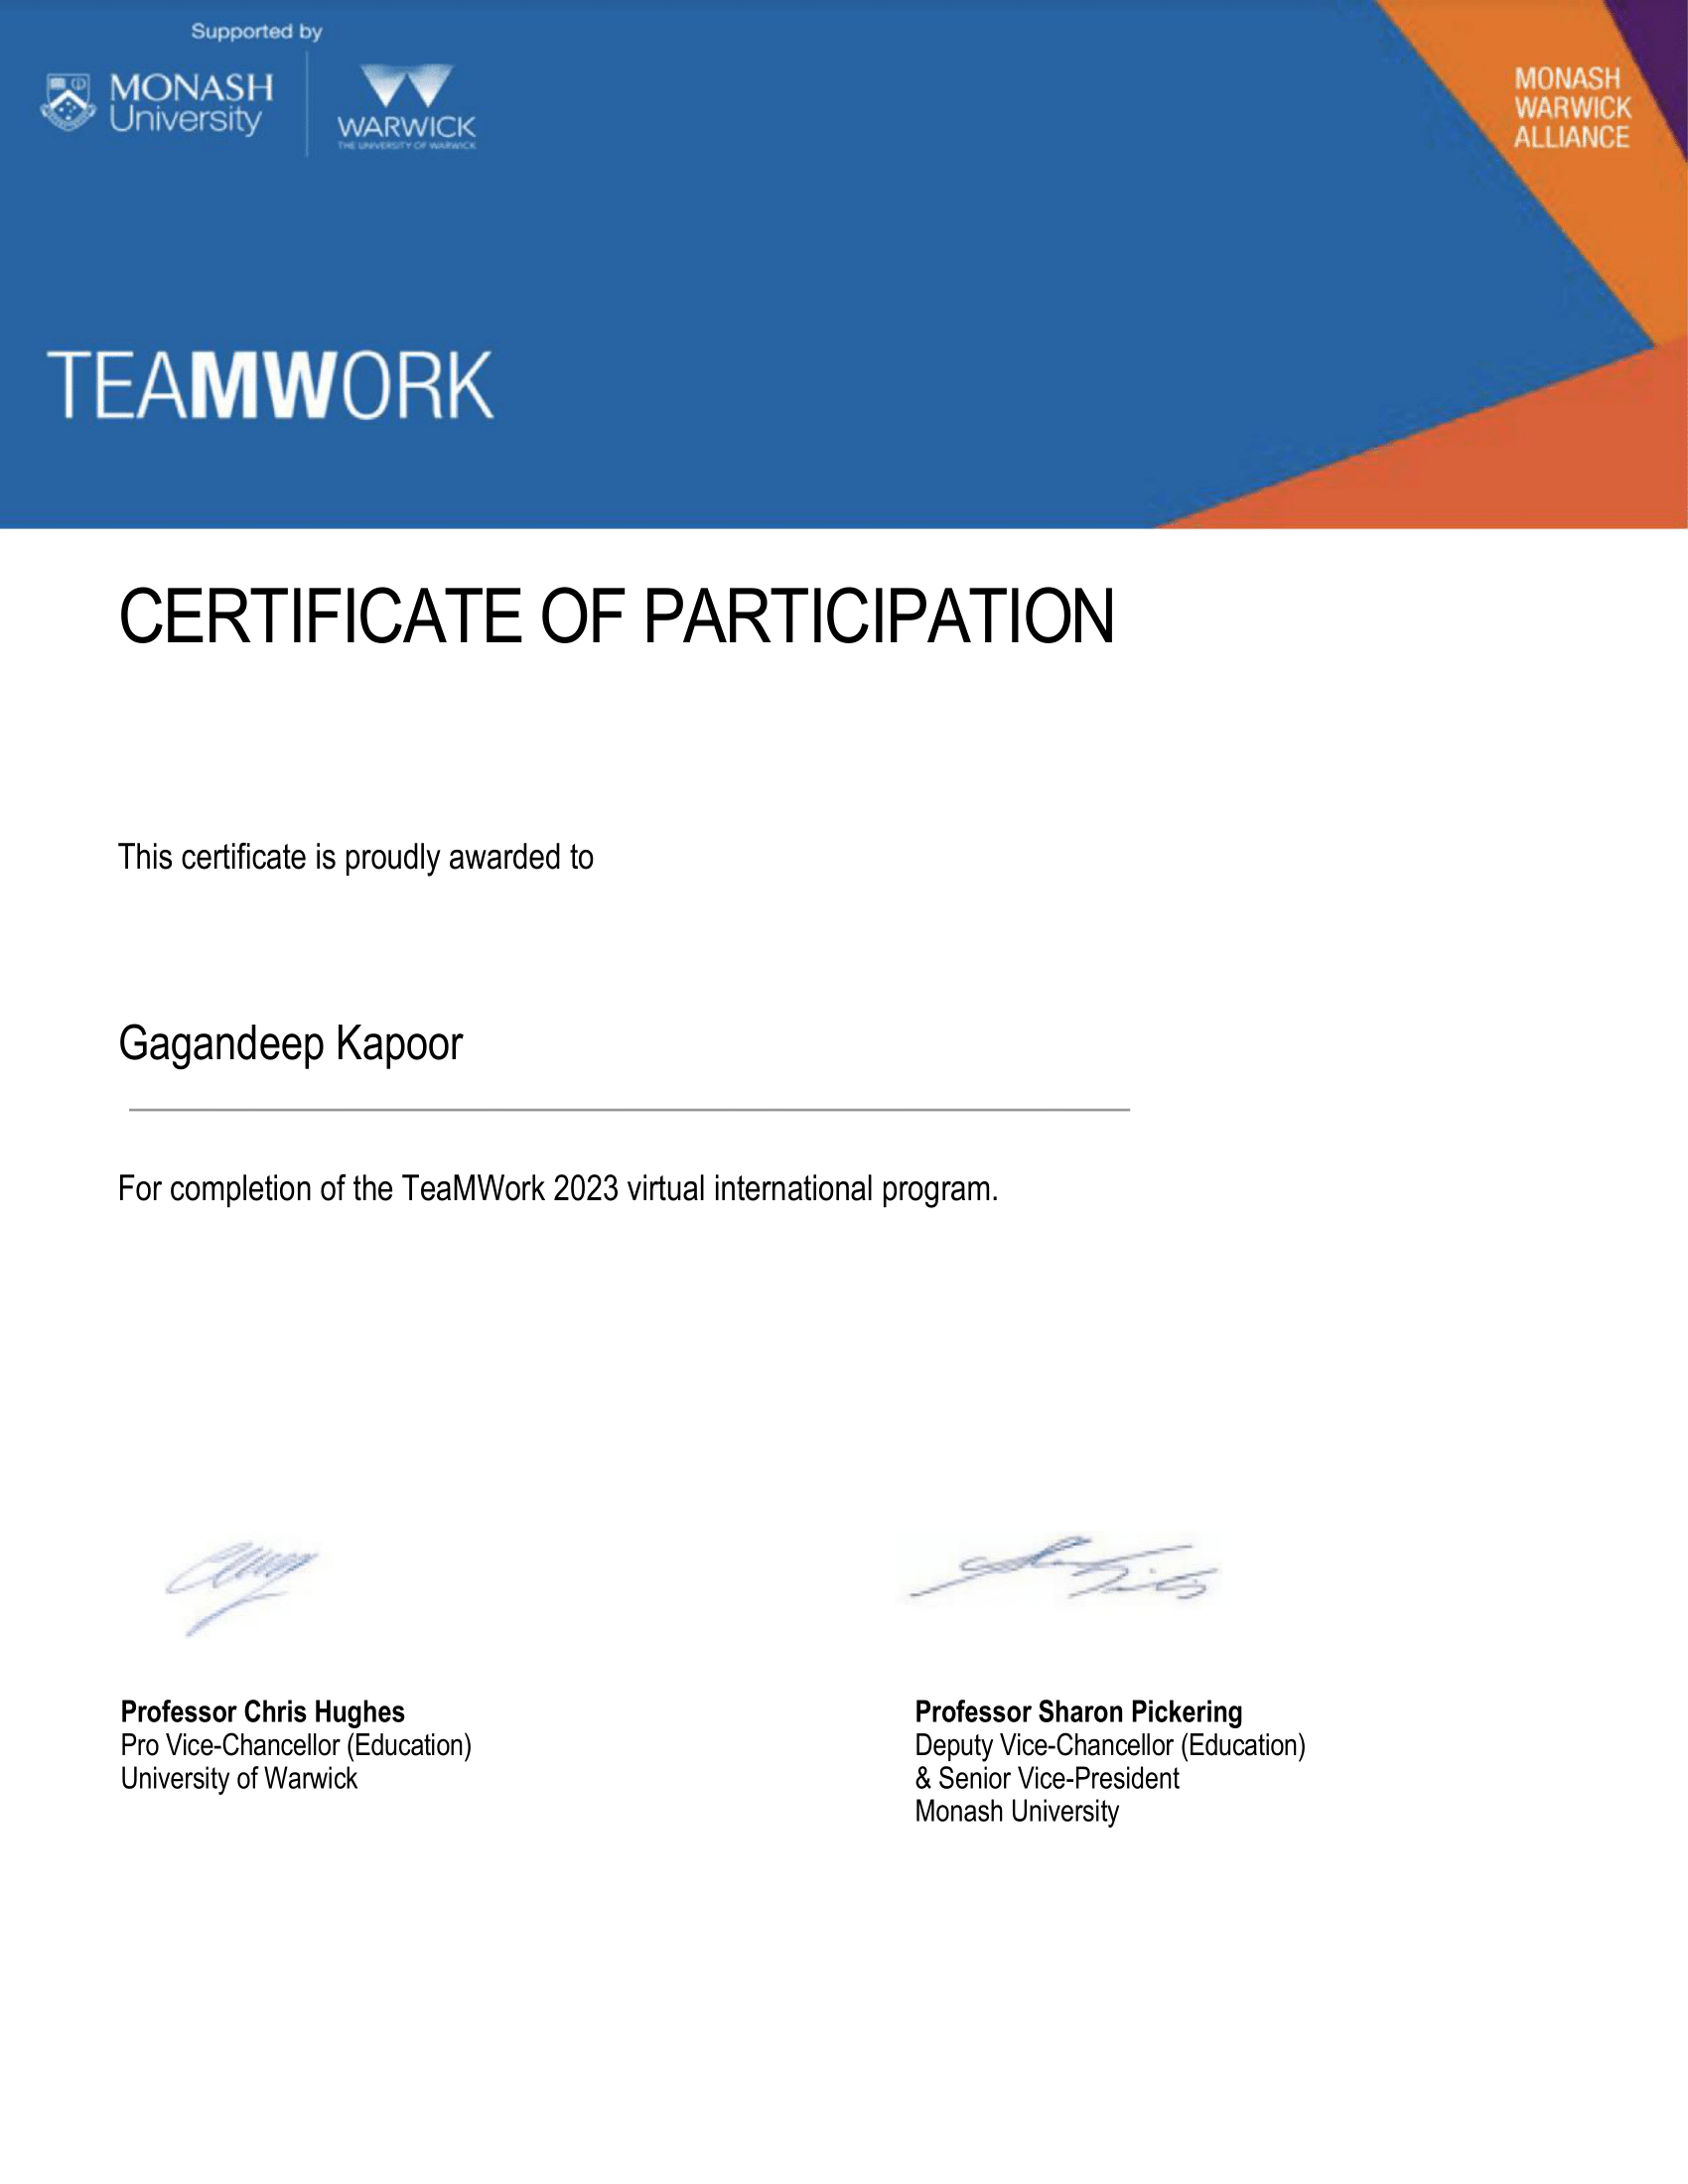 Supported by
MONASH
University
WARWICK
THE UNIVERSITY OF WARWICK
MONASH
WARWICK
ALLIANCE
TEAMWORK
CERTIFICATE OF PARTICIPATION
This certificate is proudly awarded to
Gagandeep Kapoor
For completion of the TeaMWork 2023 virtual international program.
Professor Chris Hughes
Pro Vice-Chancellor (Education)
University of Warwick
Professor Sharon Pickering
Deputy Vice-Chancellor (Education)
& Senior Vice-President
Monash University